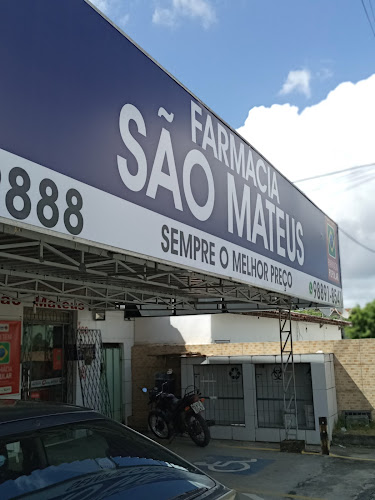 FARMACIA
SÃO MATEUS
SEMPRE O MELHOR PREÇO
9888
São Mateus